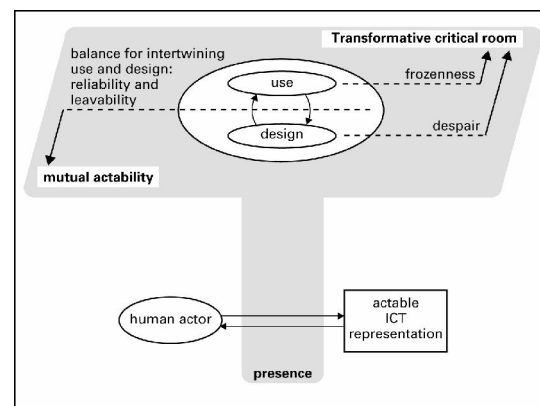 Transformative critical room
balance for intertwining
use and design:
reliability and
leavability
use
frozenness
design
despair
mutual actability
human actor
actable
ICT
representation
presence